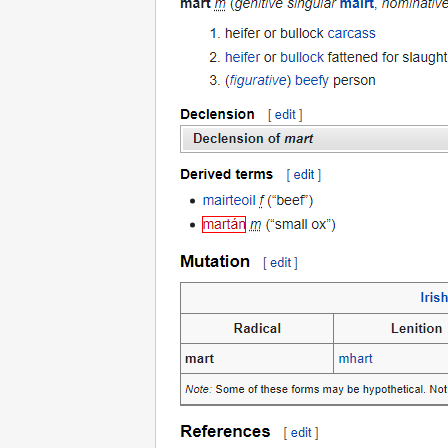 mart m (genitive singular mairt, nominative
1. heifer or bullock carcass
2. heifer or bullock fattened for slaught
3. (figurative) beefy person
Declension [ edit ]
Declension of mart
Derived terms [ edit ]
• mairteoil f (“beef”)
• martán m (“small ox”)
Mutation [ edit ]
Irish
Radical Lenition
mart mhart
Note: Some of these forms may be hypothetical. Not
References [ edit ]